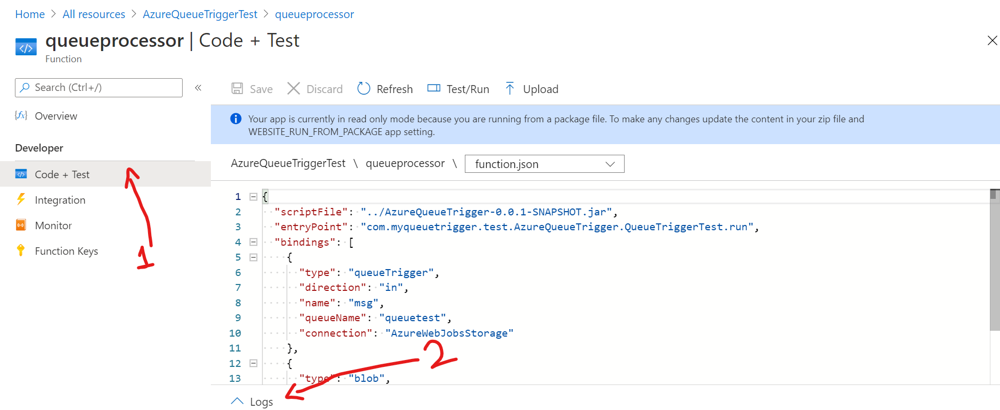 Home > All resources > AzureQueueTriggerTest > queueprocessor
queueprocessor | Code + Test
Function
Search (Ctrl+/)
«
Save Discard Refresh Test/Run Upload
{fx} Overview
Your app is currently in read only mode because you are running from a package file. To make any changes update the content in your zip file and
WEBSITE_RUN_FROM_PACKAGE app setting.
Developer
Code + Test
Integration
Monitor
Function Keys
1
AzureQueueTriggerTest \ queueprocessor \ function.json
1 {
2 "scriptFile": "../AzureQueueTrigger-0.0.1-SNAPSHOT.jar",
3 "entryPoint": "com.myqueuetrigger.test.AzureQueueTrigger.QueueTriggerTest.run",
4 "bindings": [
5 {
6 "type": "queueTrigger",
7 "direction": "in",
8 "name": "msg",
9 "queueName": "queuetest",
10 "connection": "AzureWebJobsStorage"
11 },
12 {
13 "type": "blob",
2
Logs